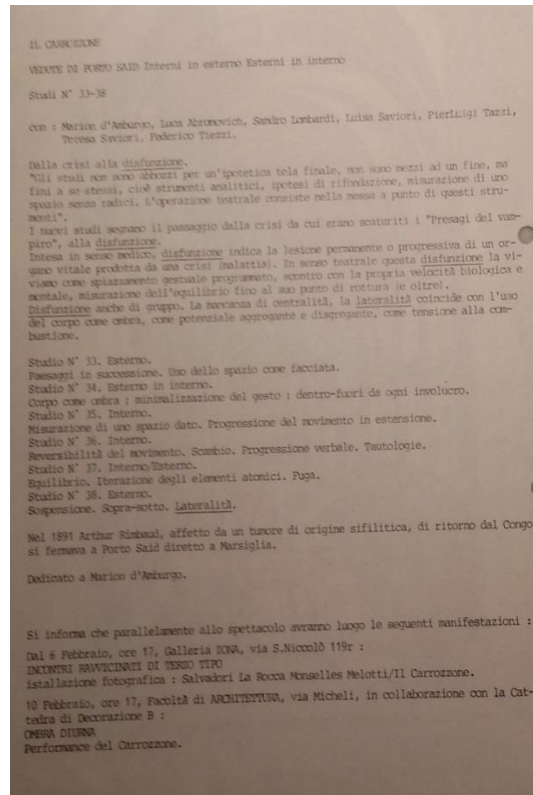 IL CARROZZONE
VEDUTE DI PORTO SAID Interni in esterno Esterni in interno
Studi N° 33-38
con : Marion d'Amburgo, Luca Abromovich, Sandro Lombardi, Luisa Saviori, Pierluigi Tazzi,
Teresa Saviori, Federico Tiezzi.
Dalla crisi alla disfunzione.
"Gli studi non sono abbozzi per un'ipotetica tela finale, non sono mezzi ad un fine, ma
fini a se stessi, cioè strumenti analitici, ipotesi di rifondazione, misurazione di uno
spazio senza radici. L'operazione teatrale consiste nella messa a punto di questi stru-
menti".
I nuovi studi segnano il passaggio dalla crisi da cui erano scaturiti i "Presagi del vam-
piro", alla disfunzione.
Intesa in senso medico, disfunzione indica la lesione permanente o progressiva di un or-
gano vitale prodotta da una crisi (malattia). In senso teatrale questa disfunzione la vi-
viamo come spiazzamento gestuale programmato, scontro con la propria velocità biologica e
mentale, misurazione dell'equilibrio fino al suo punto di rottura (e oltre).
Disfunzione anche di gruppo. La mancanza di centralità, la lateralità coincide con l'uso
del corpo come ombra, come potenziale aggregante e disgregante, come tensione alla com-
bustione.
Studio N° 33. Esterno.
Paesaggi in successione. Uso dello spazio come facciata.
Studio N° 34. Esterno in interno.
Corpo come ombra ; minimalizzazione del gesto ; dentro-fuori da ogni involucro.
Studio N° 35. Interno.
Misurazione di uno spazio dato. Progressione del movimento in estensione.
Studio N° 36. Interno.
Reversibilità del movimento. Scambio. Progressione verbale. Tautologie.
Studio N° 37. Interno/Esterno.
Equilibrio. Iterazione degli elementi atomici. Fuga.
Studio N° 38. Esterno.
Sospensione. Sopra-sotto. Lateralità.
Nel 1891 Arthur Rimbaud, affetto da un tumore di origine sifilitica, di ritorno dal Congo
si fermava a Porto Said diretto a Marsiglia.
Dedicato a Marion d'Amburgo.
Si informa che parallelamente allo spettacolo avranno luogo le seguenti manifestazioni :
Dal 6 Febbraio, ore 17, Galleria ZONA, via S.Niccolò 119r :
INCONTRI RAVVICINATI DI TERZO TIPO
istallazione fotografica : Salvadori La Rocca Monselles Melotti/Il Carrozzone.
10 Febbraio, ore 17, Facoltà di ARCHITETTURA, via Micheli, in collaborazione con la Cat-
tedra di Decorazione B :
OMBRA DIURNA
Performance del Carrozzone.